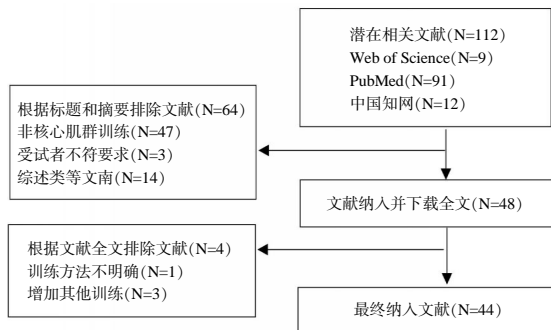 潜在相关文献(N=112)
Web of Science(N=9)
PubMed(N=91)
中国知网(N=12)
根据标题和摘要排除文献(N=64)
非核心肌群训练(N=47)
受试者不符要求(N=3)
综述类等文南(N=14)
文献纳入并下载全文(N=48)
根据文献全文排除文献(N=4)
训练方法不明确(N=1)
增加其他训练(N=3)
最终纳入文献(N=44)